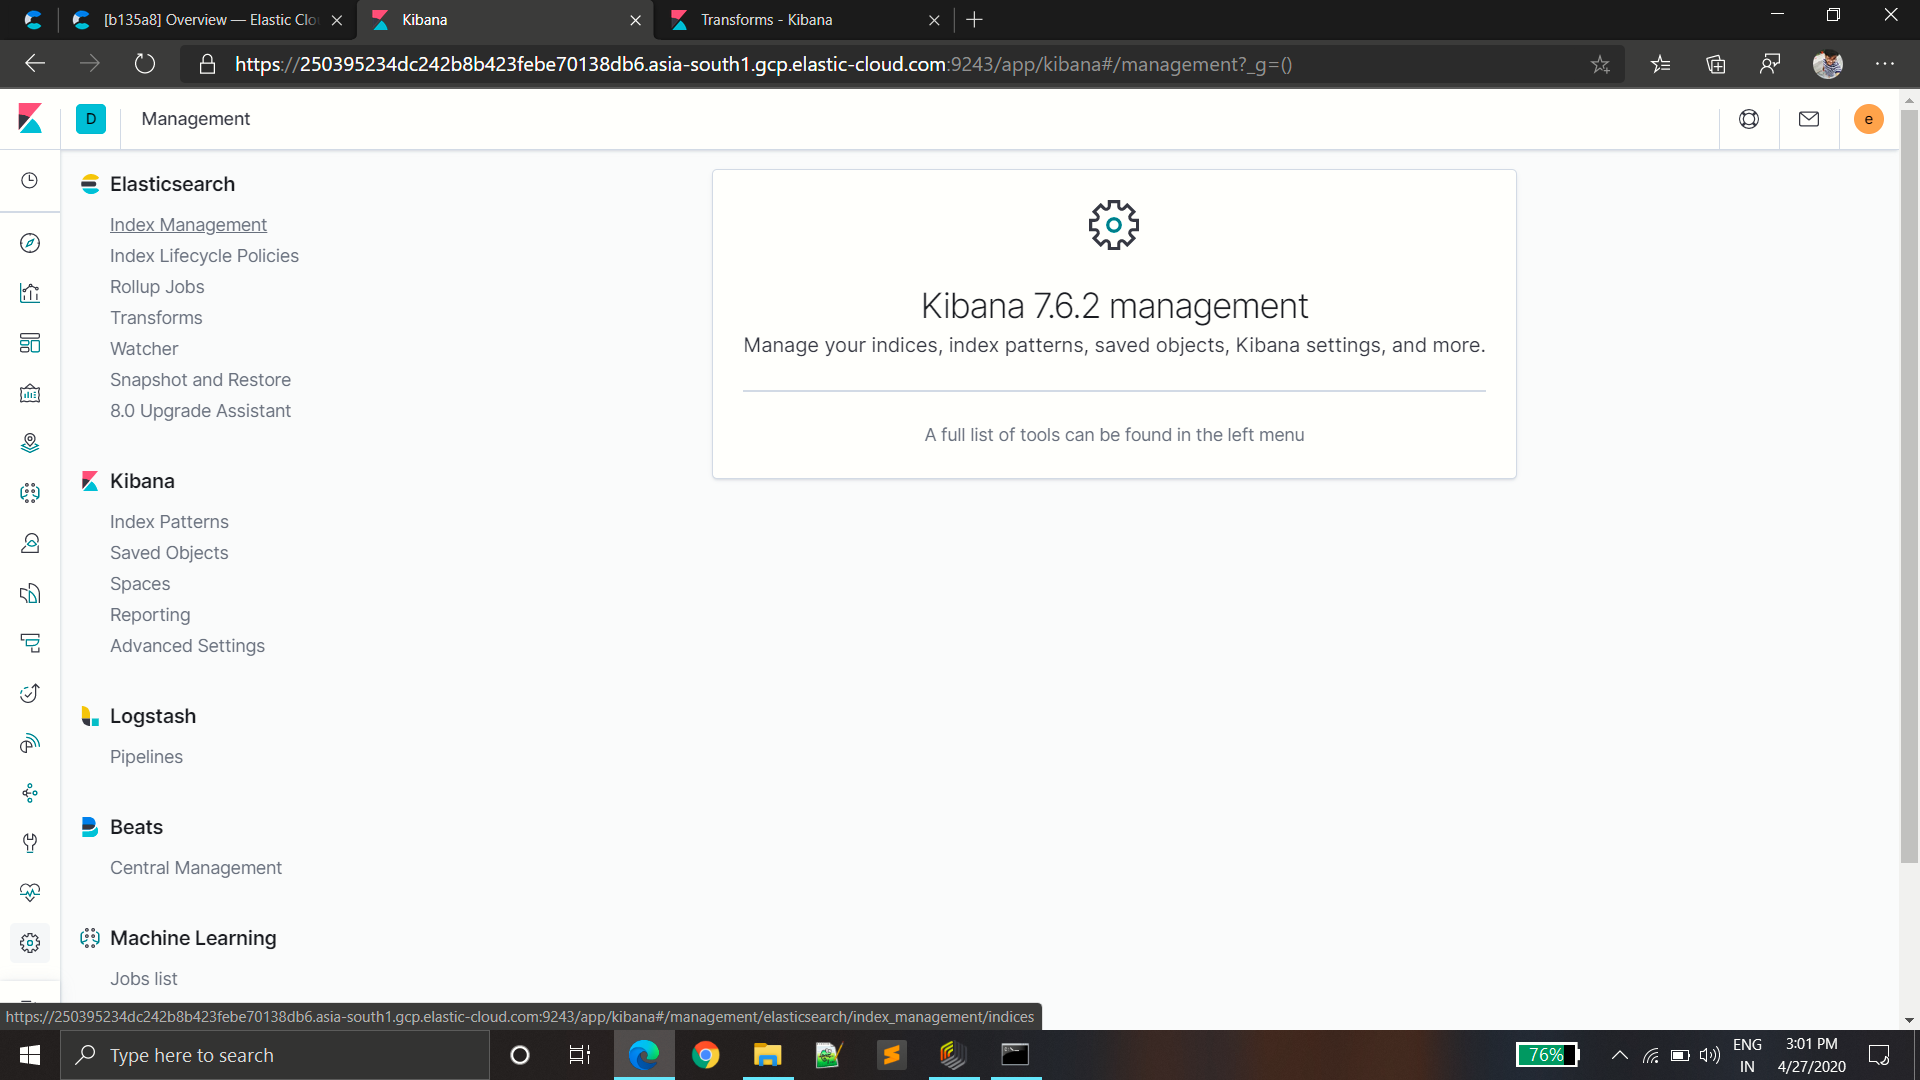 [b135a8] Overview — Elastic Clo
Kibana
Transforms - Kibana
https://250395234dc242b8b423febe70138db6.asia-south1.gcp.elastic-cloud.com:9243/app/kibana#/management?_g=()
D
Management
e
Elasticsearch
Index Management
Index Lifecycle Policies
Rollup Jobs
Transforms
Watcher
Snapshot and Restore
8.0 Upgrade Assistant
Kibana 7.6.2 management
Manage your indices, index patterns, saved objects, Kibana settings, and more.
A full list of tools can be found in the left menu
Kibana
Index Patterns
Saved Objects
Spaces
Reporting
Advanced Settings
Logstash
Pipelines
Beats
Central Management
Machine Learning
Jobs list
https://250395234dc242b8b423febe70138db6.asia-south1.gcp.elastic-cloud.com:9243/app/kibana#/management/elasticsearch/index_management/indices
Type here to search
76%
ENG
IN
3:01 PM
4/27/2020